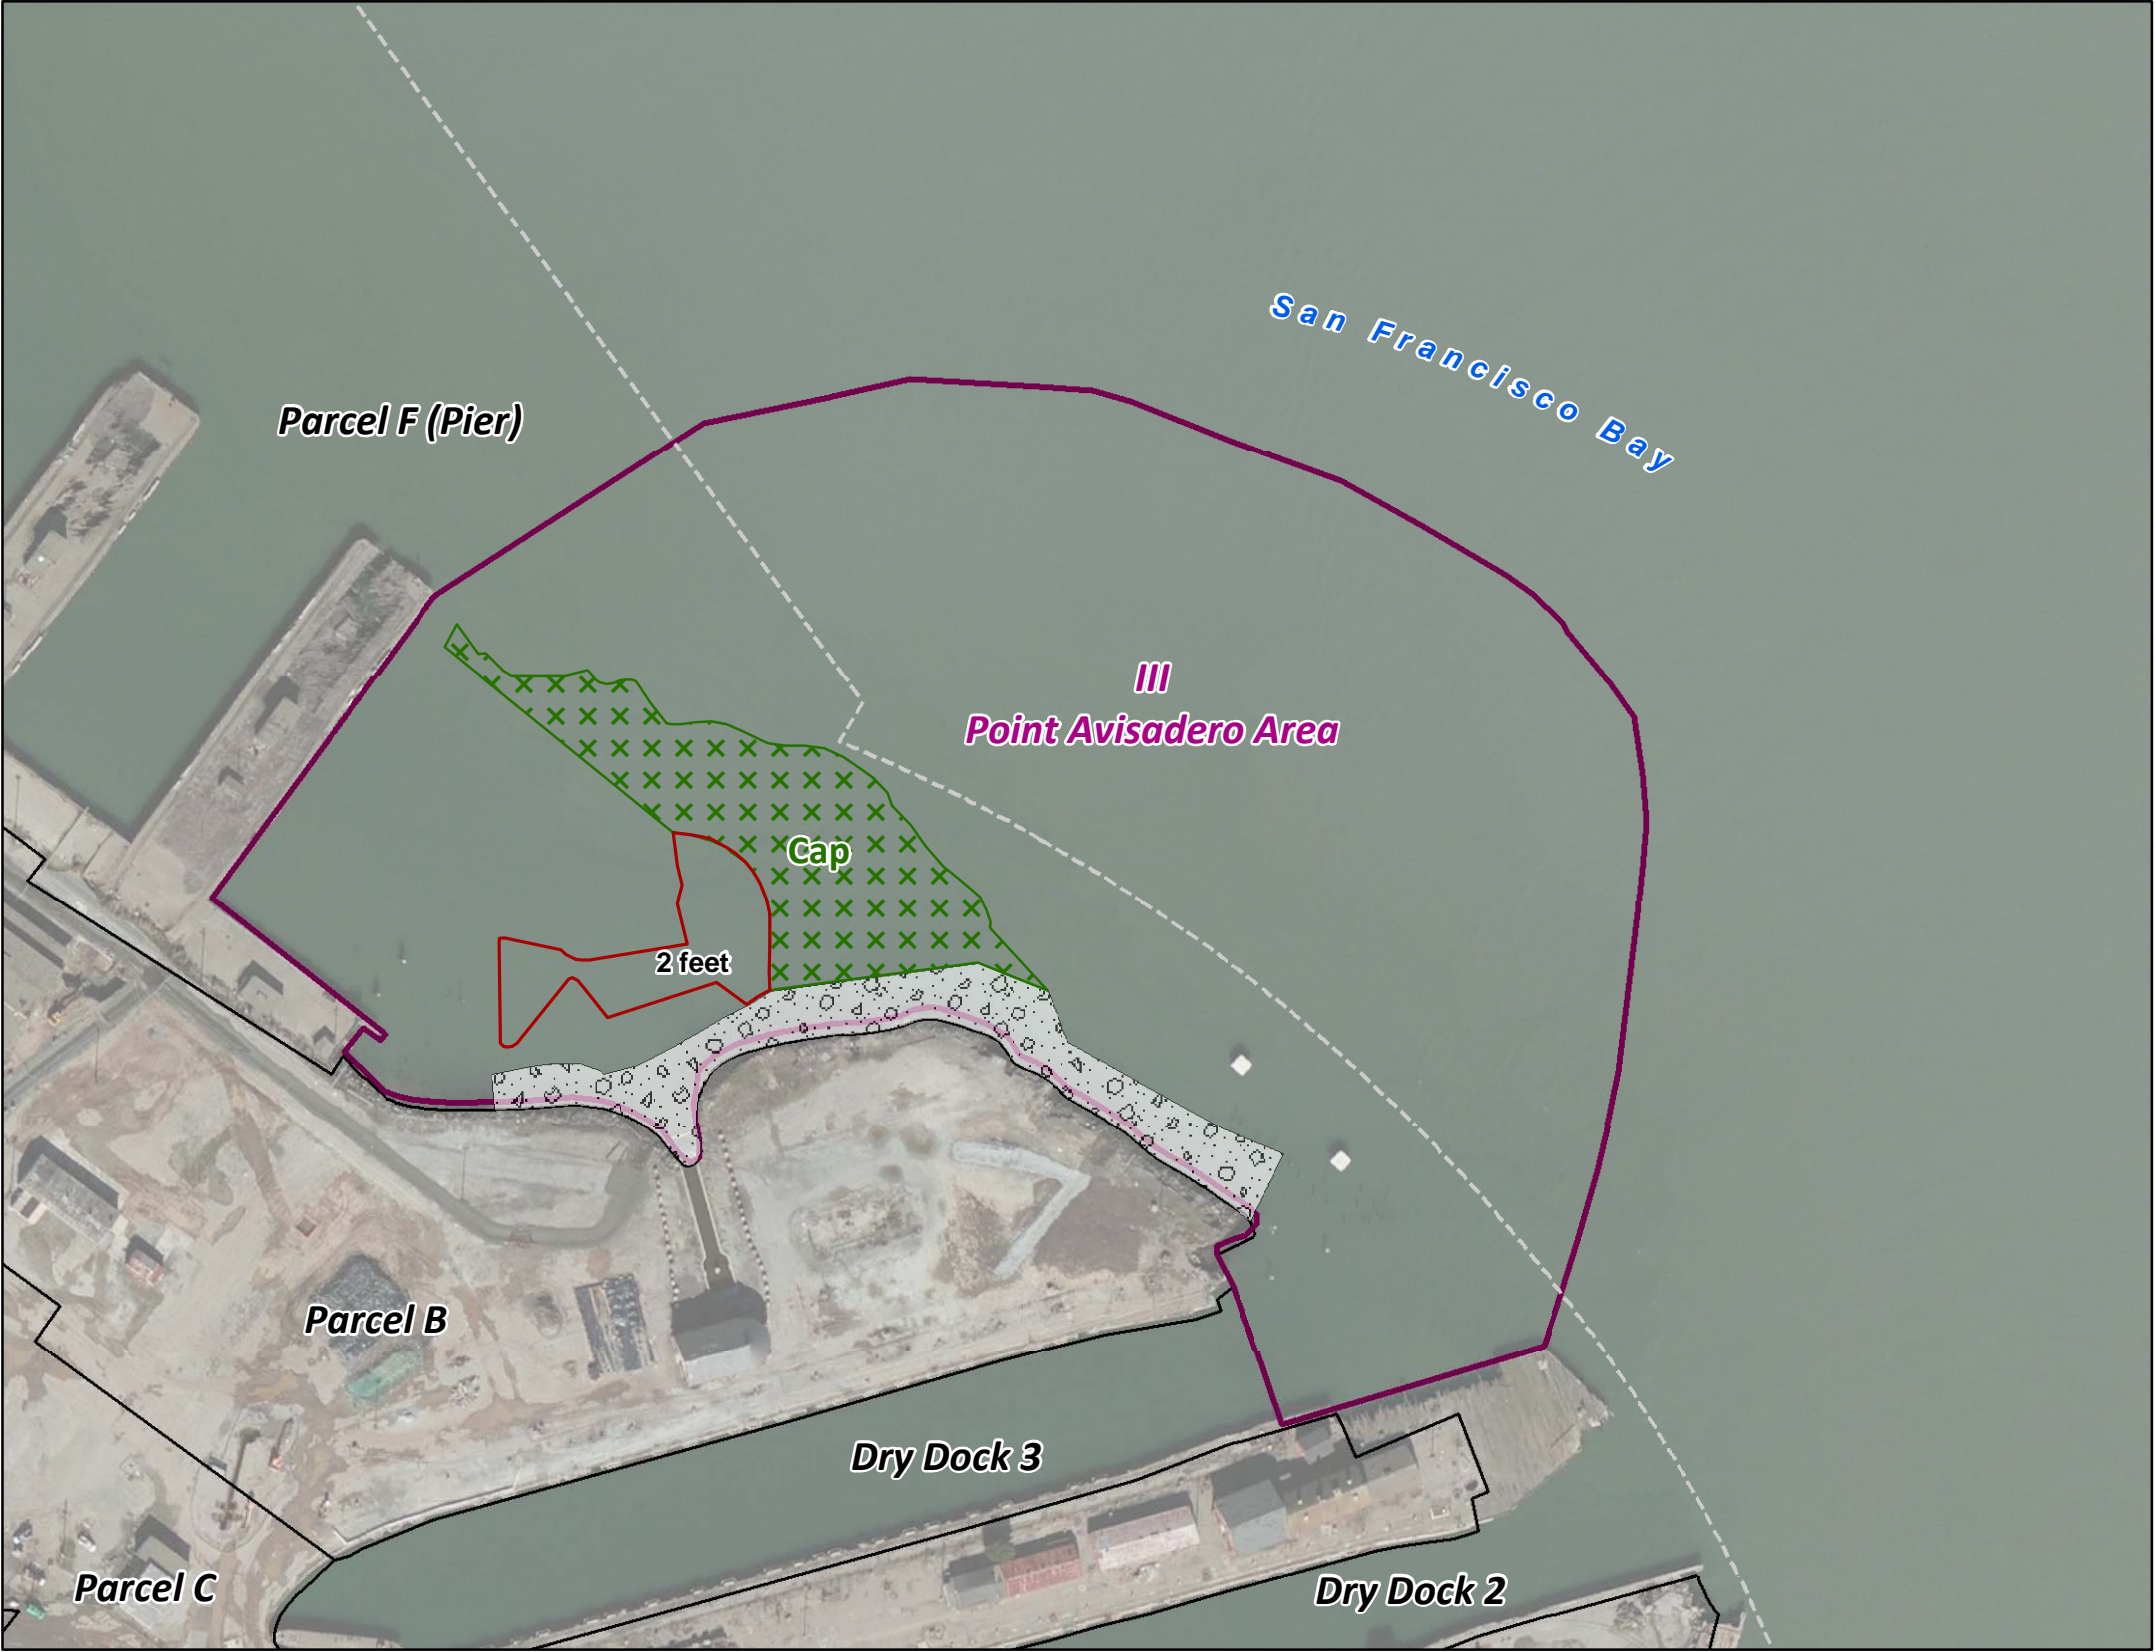 San Francisco Bay
Parcel F (Pier)
III
Point Avisadero Area
Cap
2 feet
Parcel B
Dry Dock 3
Parcel C
Dry Dock 2